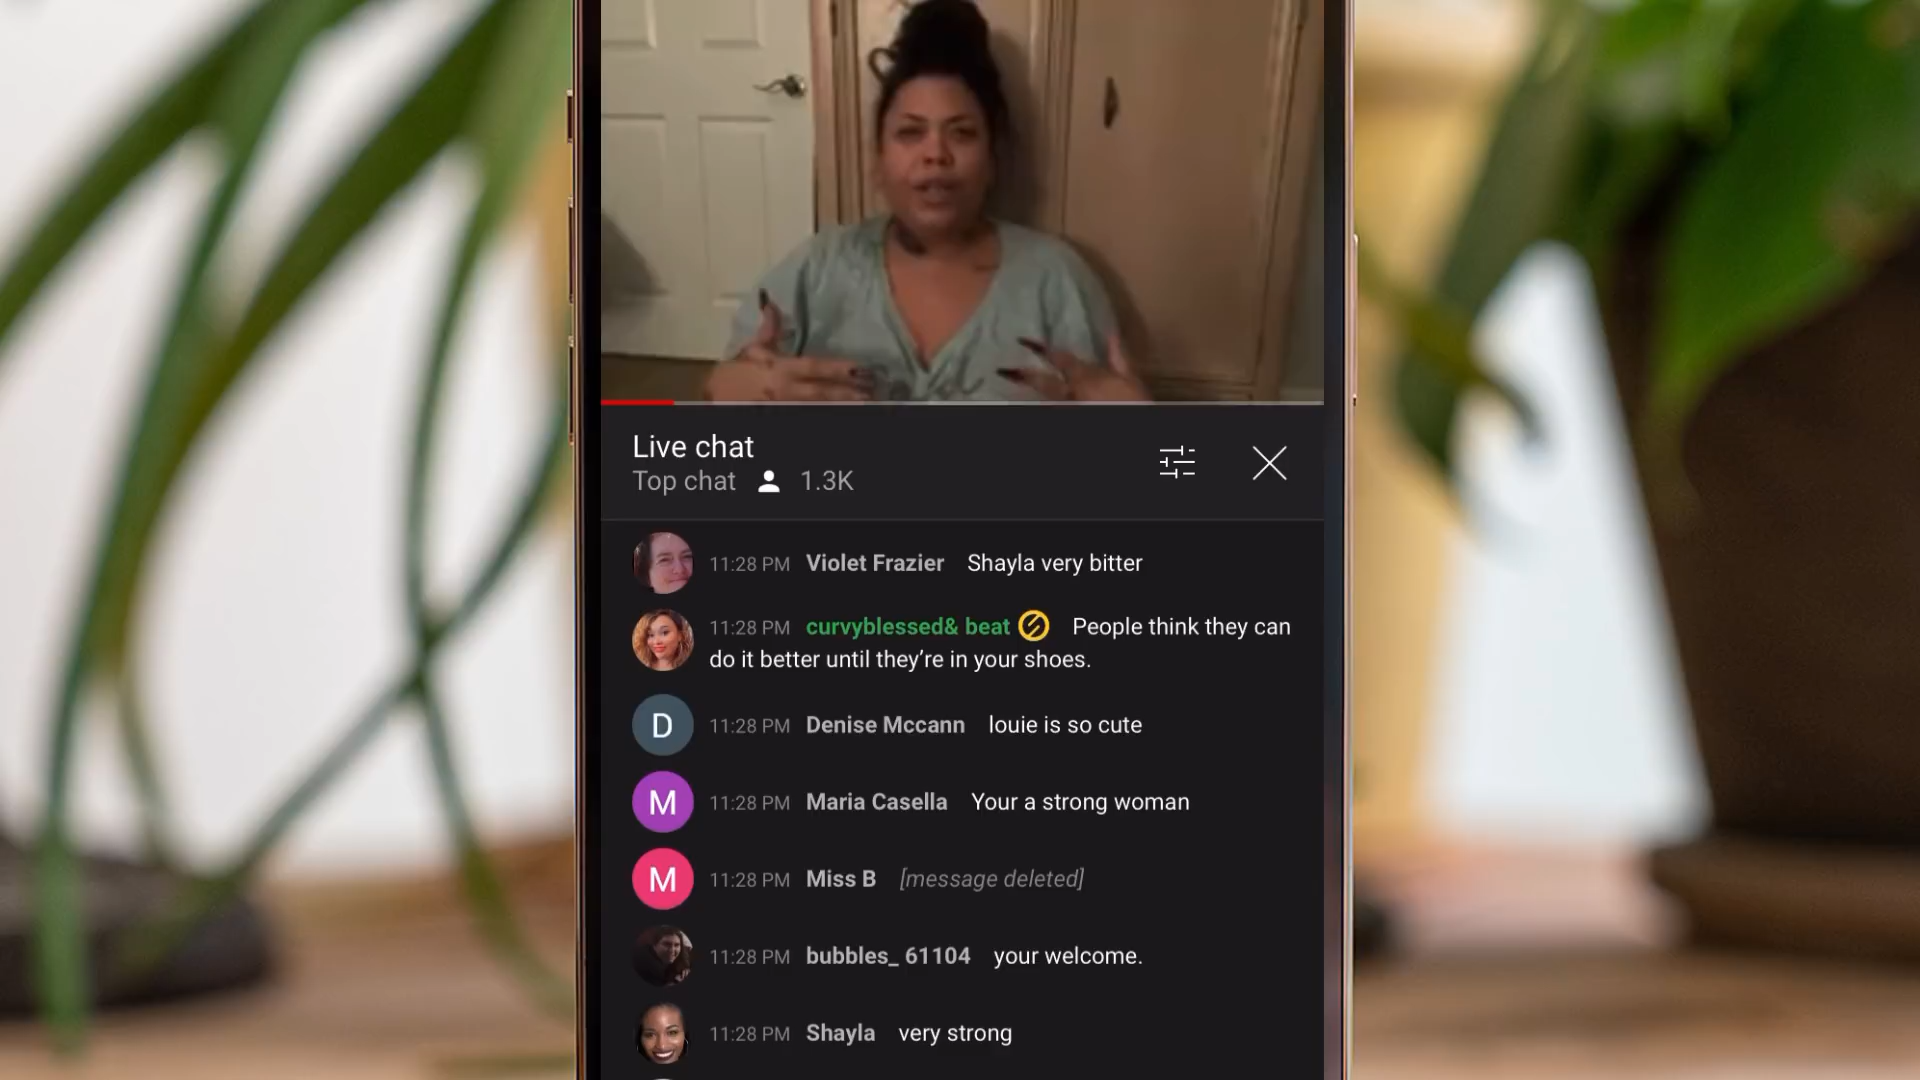 Live chat
Top chat 1.3K
11:28 PM Violet Frazier Shayla very bitter
11:28 PM curvyblessed& beat People think they can
do it better until they’re in your shoes.
D 11:28 PM Denise Mccann louie is so cute
M 11:28 PM Maria Casella Your a strong woman
M 11:28 PM Miss B [message deleted]
11:28 PM bubbles_ 61104 your welcome.
11:28 PM Shayla very strong